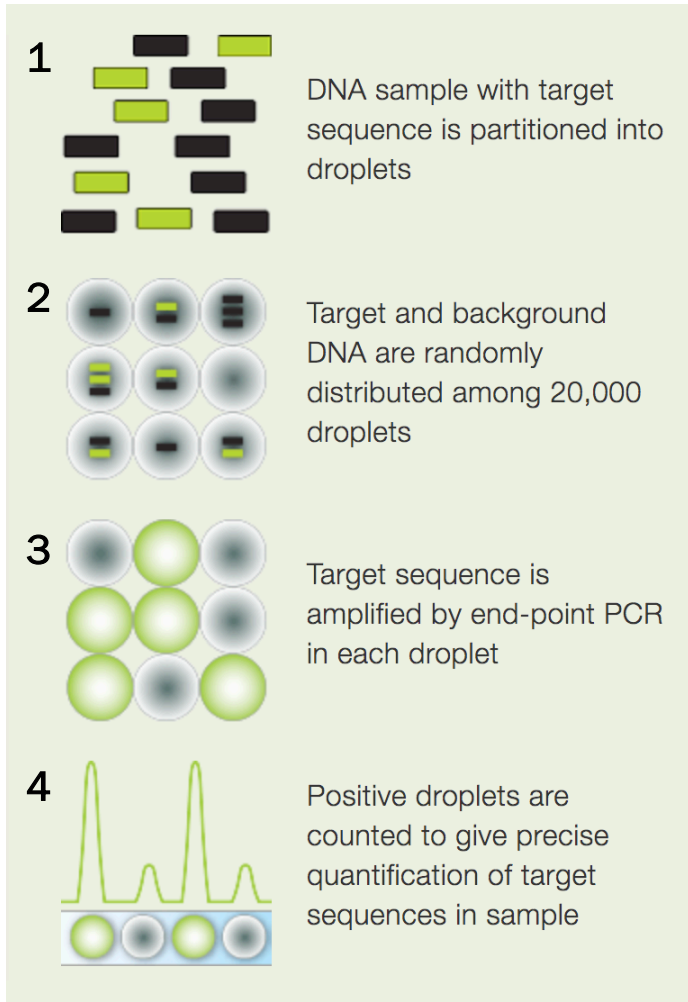 1
DNA sample with target
sequence is partitioned into
droplets
2
Target and background
DNA are randomly
distributed among 20,000
droplets
3
Target sequence is
amplified by end-point PCR
in each droplet
4
Positive droplets are
counted to give precise
quantification of target
sequences in sample